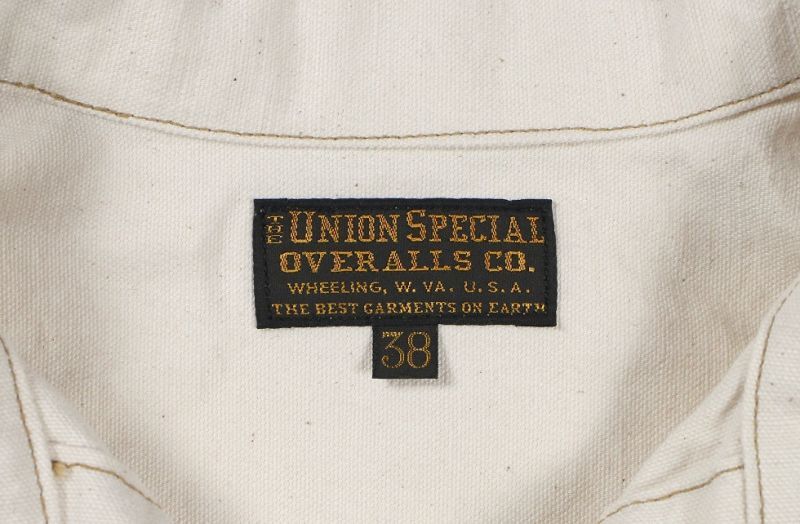 THE UNION SPECIAL
OVERALLS CO.
WHEELING, W. VA. U.S.A.
THE BEST GARMENTS ON EARTH
38